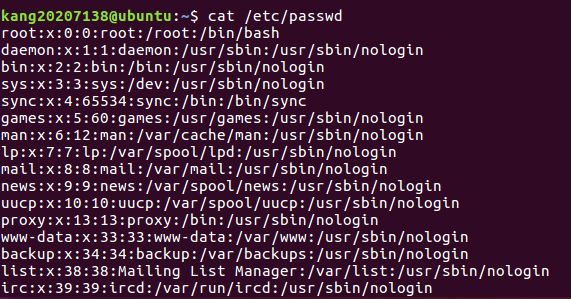 kang20207138@ubuntu:~$ cat /etc/passwd
root:x:0:0:root:/root:/bin/bash
daemon:x:1:1:daemon:/usr/sbin:/usr/sbin/nologin
bin:x:2:2:bin:/bin:/usr/sbin/nologin
sys:x:3:3:sys:/dev:/usr/sbin/nologin
sync:x:4:65534:sync:/bin:/bin/sync
games:x:5:60:games:/usr/games:/usr/sbin/nologin
man:x:6:12:man:/var/cache/man:/usr/sbin/nologin
lp:x:7:7:lp:/var/spool/lpd:/usr/sbin/nologin
mail:x:8:8:mail:/var/mail:/usr/sbin/nologin
news:x:9:9:news:/var/spool/news:/usr/sbin/nologin
uucp:x:10:10:uucp:/var/spool/uucp:/usr/sbin/nologin
proxy:x:13:13:proxy:/bin:/usr/sbin/nologin
www-data:x:33:33:www-data:/var/www:/usr/sbin/nologin
backup:x:34:34:backup:/var/backups:/usr/sbin/nologin
list:x:38:38:Mailing List Manager:/var/list:/usr/sbin/nologin
irc:x:39:39:ircd:/var/run/ircd:/usr/sbin/nologin